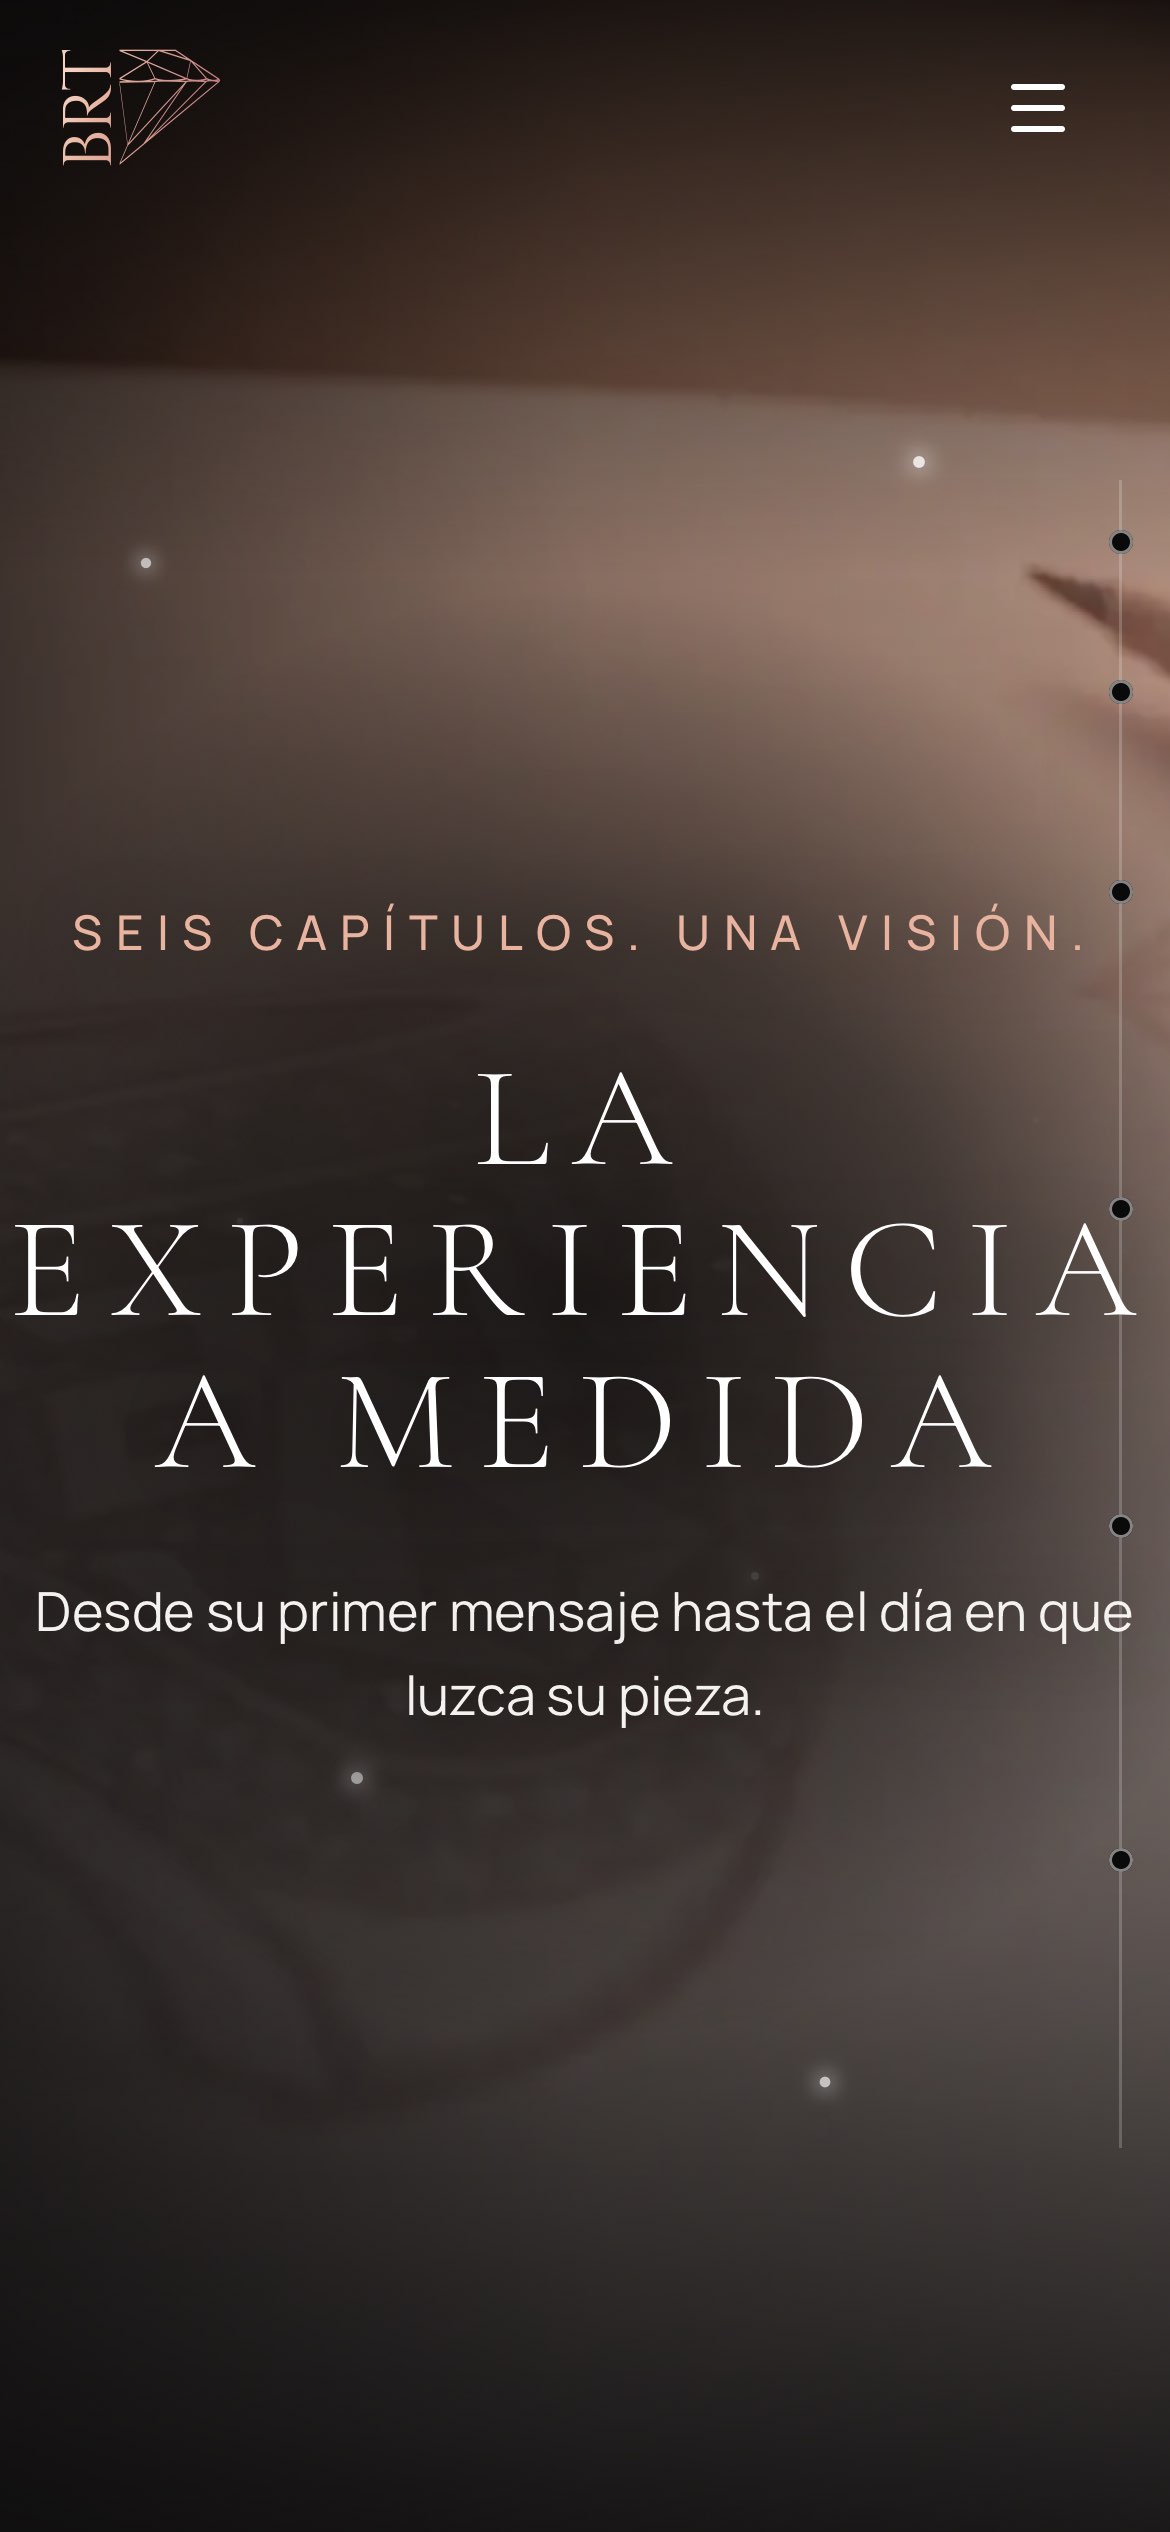 BRT
SEIS CAPÍTULOS. UNA VISIÓN.
LA
EXPERIENCIA
A MEDIDA
Desde su primer mensaje hasta el día en que
luzca su pieza.